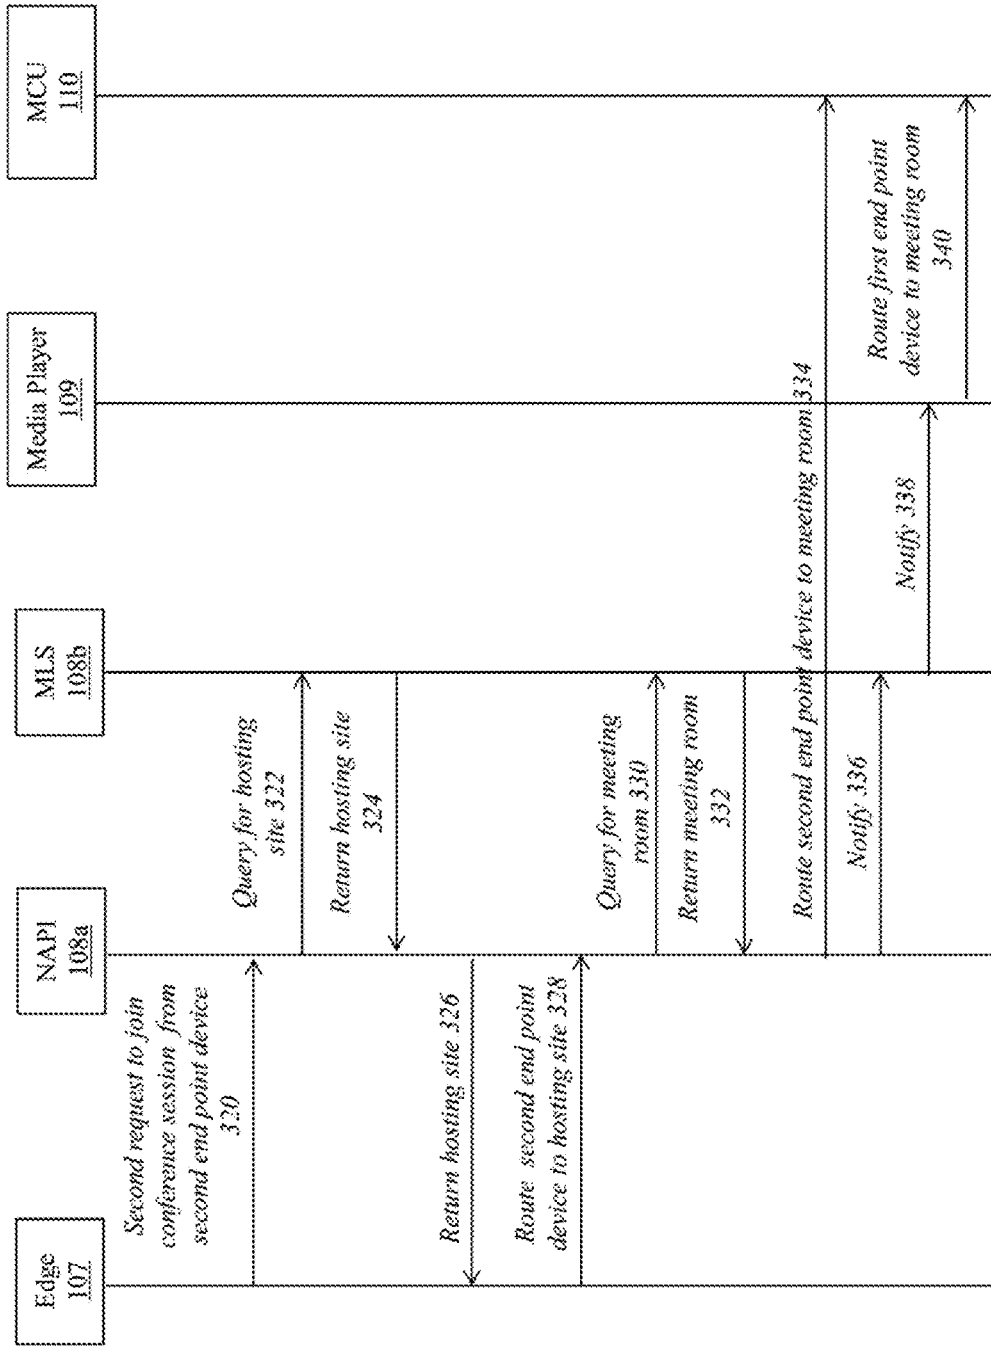 Edge
107
NAPI
108a
MLS
108b
Media Player
109
MCU
110
Second request to join
conference session from
second end point device
320
Query for hosting
site 322
Return hosting site
324
Return hosting site 326
Route second end point
device to hosting site 328
Query for meeting
room 330
Return meeting room
332
Route second end point device to meeting room 334
Notify 336
Notify 338
Route first end point
device to meeting room
340